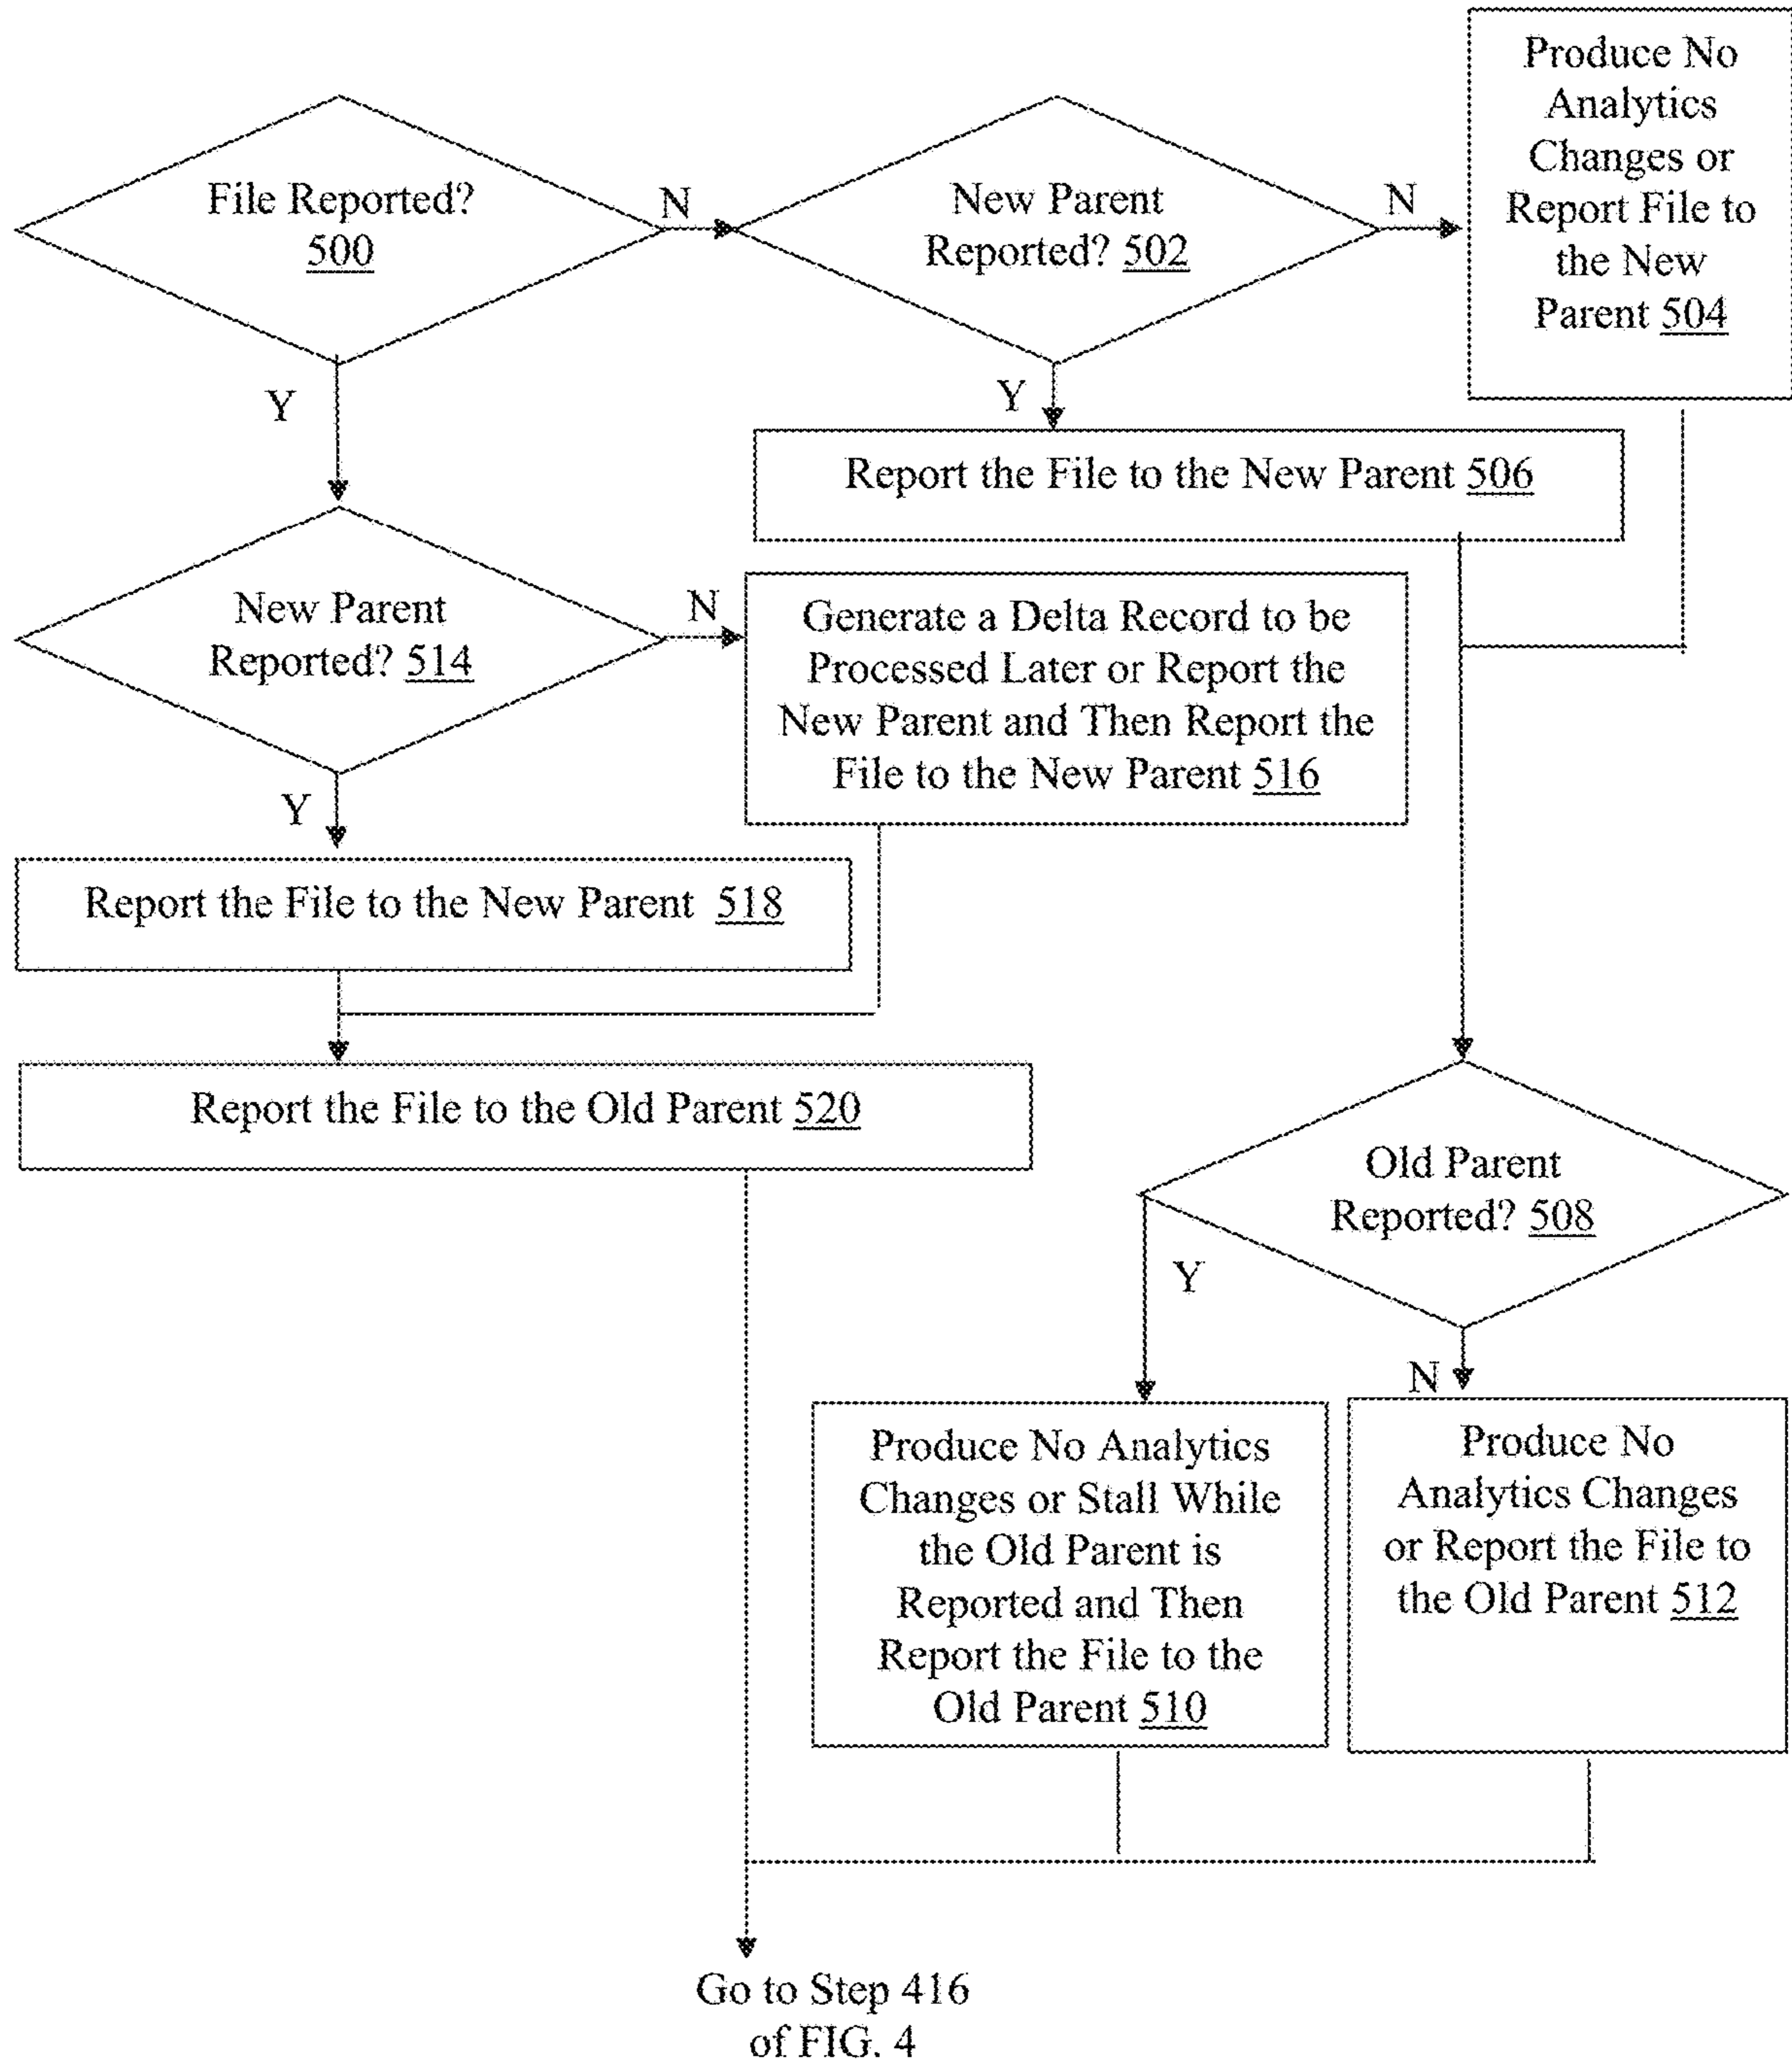 File Reported?
500
N
New Parent
Reported? 502
N
Produce No
Analytics
Changes or
Report File to
the New
Parent 504
Y
Y
Report the File to the New Parent 506
New Parent
Reported? 514
N
Generate a Delta Record to be
Processed Later or Report the
New Parent and Then Report the
File to the New Parent 516
Y
Report the File to the New Parent 518
Report the File to the Old Parent 520
Old Parent
Reported? 508
Y
N
Produce No Analytics
Changes or Stall While
the Old Parent is
Reported and Then
Report the File to the
Old Parent 510
Produce No
Analytics Changes
or Report the File to
the Old Parent 512
Go to Step 416
of FIG. 4